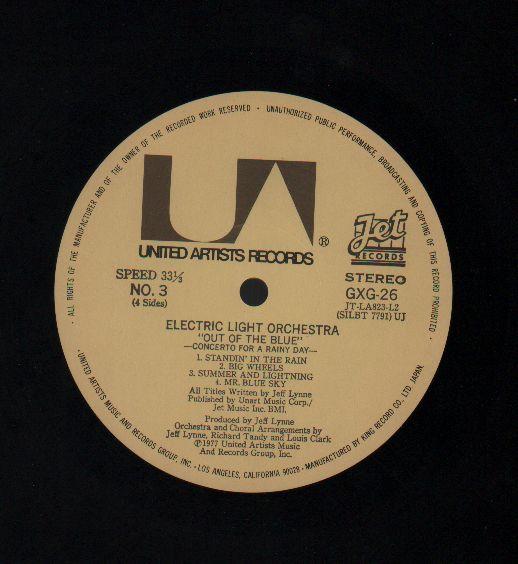 · ALL RIGHTS OF THE MANUFACTURER AND OF THE OWNER OF THE RECORDED WORK RESERVED · UNAUTHORIZED PUBLIC PERFORMANCE, BROADCASTING AND COPYING OF THIS RECORD PROHIBITED ·
UA
UNITED ARTISTS RECORDS ®
Jet
RECORDS
SPEED 33⅓
NO. 3
(4 Sides)
STEREO
GXG-26
JT-LA823-L2
(SILBT 7791) UJ
ELECTRIC LIGHT ORCHESTRA
"OUT OF THE BLUE"
—CONCERTO FOR A RAINY DAY—
1. STANDIN' IN THE RAIN
2. BIG WHEELS
3. SUMMER AND LIGHTNING
4. MR. BLUE SKY
All Titles Written by Jeff Lynne
Published by Unart Music Corp./
Jet Music Inc. BMI.
Produced by Jeff Lynne
Orchestra and Choral Arrangements by
Jeff Lynne, Richard Tandy and Louis Clark
℗1977 United Artists Music
And Records Group, Inc.
· UNITED ARTISTS MUSIC AND RECORDS GROUP, INC. · LOS ANGELES, CALIFORNIA 90028 · MANUFACTURED BY KING RECORD CO. LTD. JAPAN.